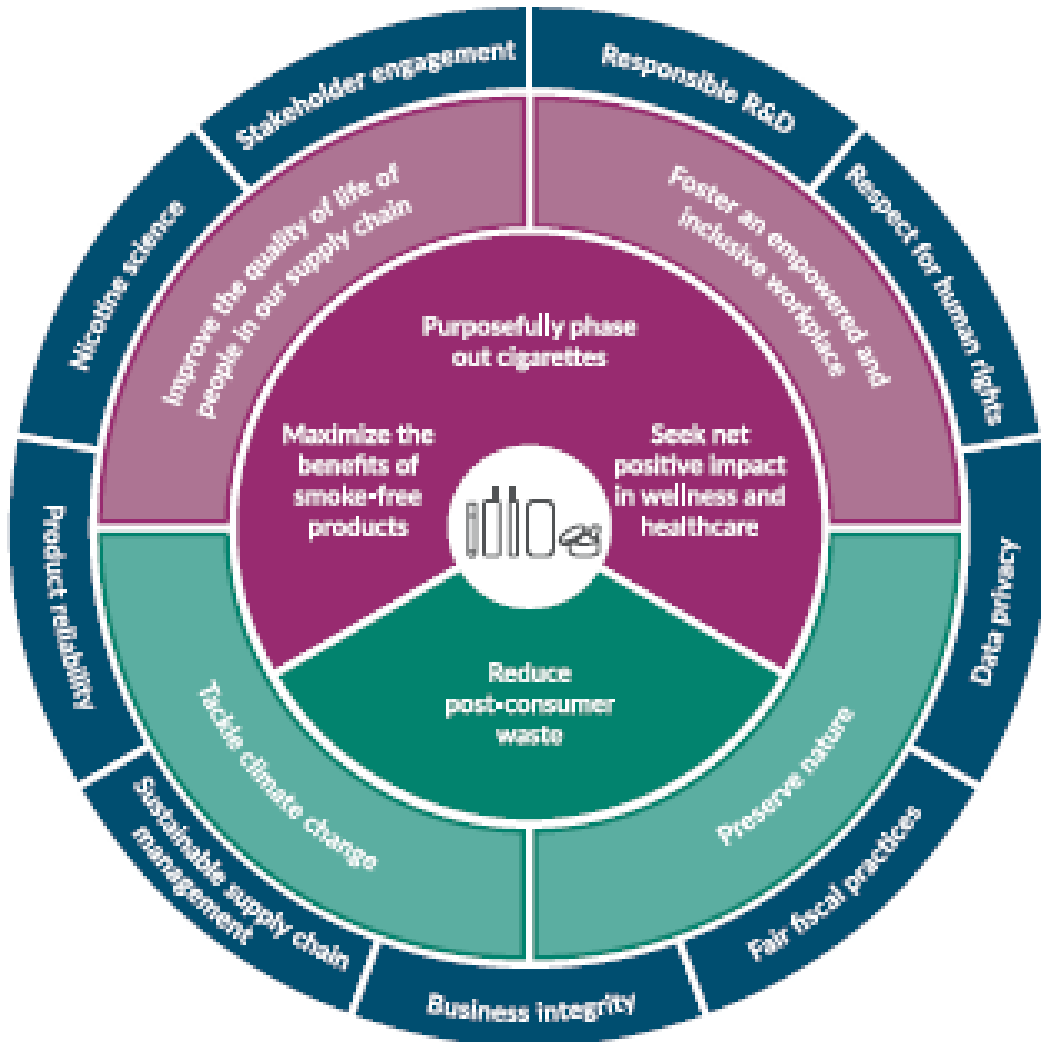 Stakeholder engagement
Responsible R&D
Respect for human rights
Data privacy
Fair fiscal practices
Business integrity
Sustainable supply chain
management
Product reliability
Nicotine science
Improve the quality of life of
people in our supply chain
Foster an empowered and
inclusive workplace
Preserve nature
Tackle climate change
Purposefully phase
out cigarettes
Maximize the
benefits of
smoke-free
products
Seek net
positive impact
in wellness and
healthcare
Reduce
post-consumer
waste